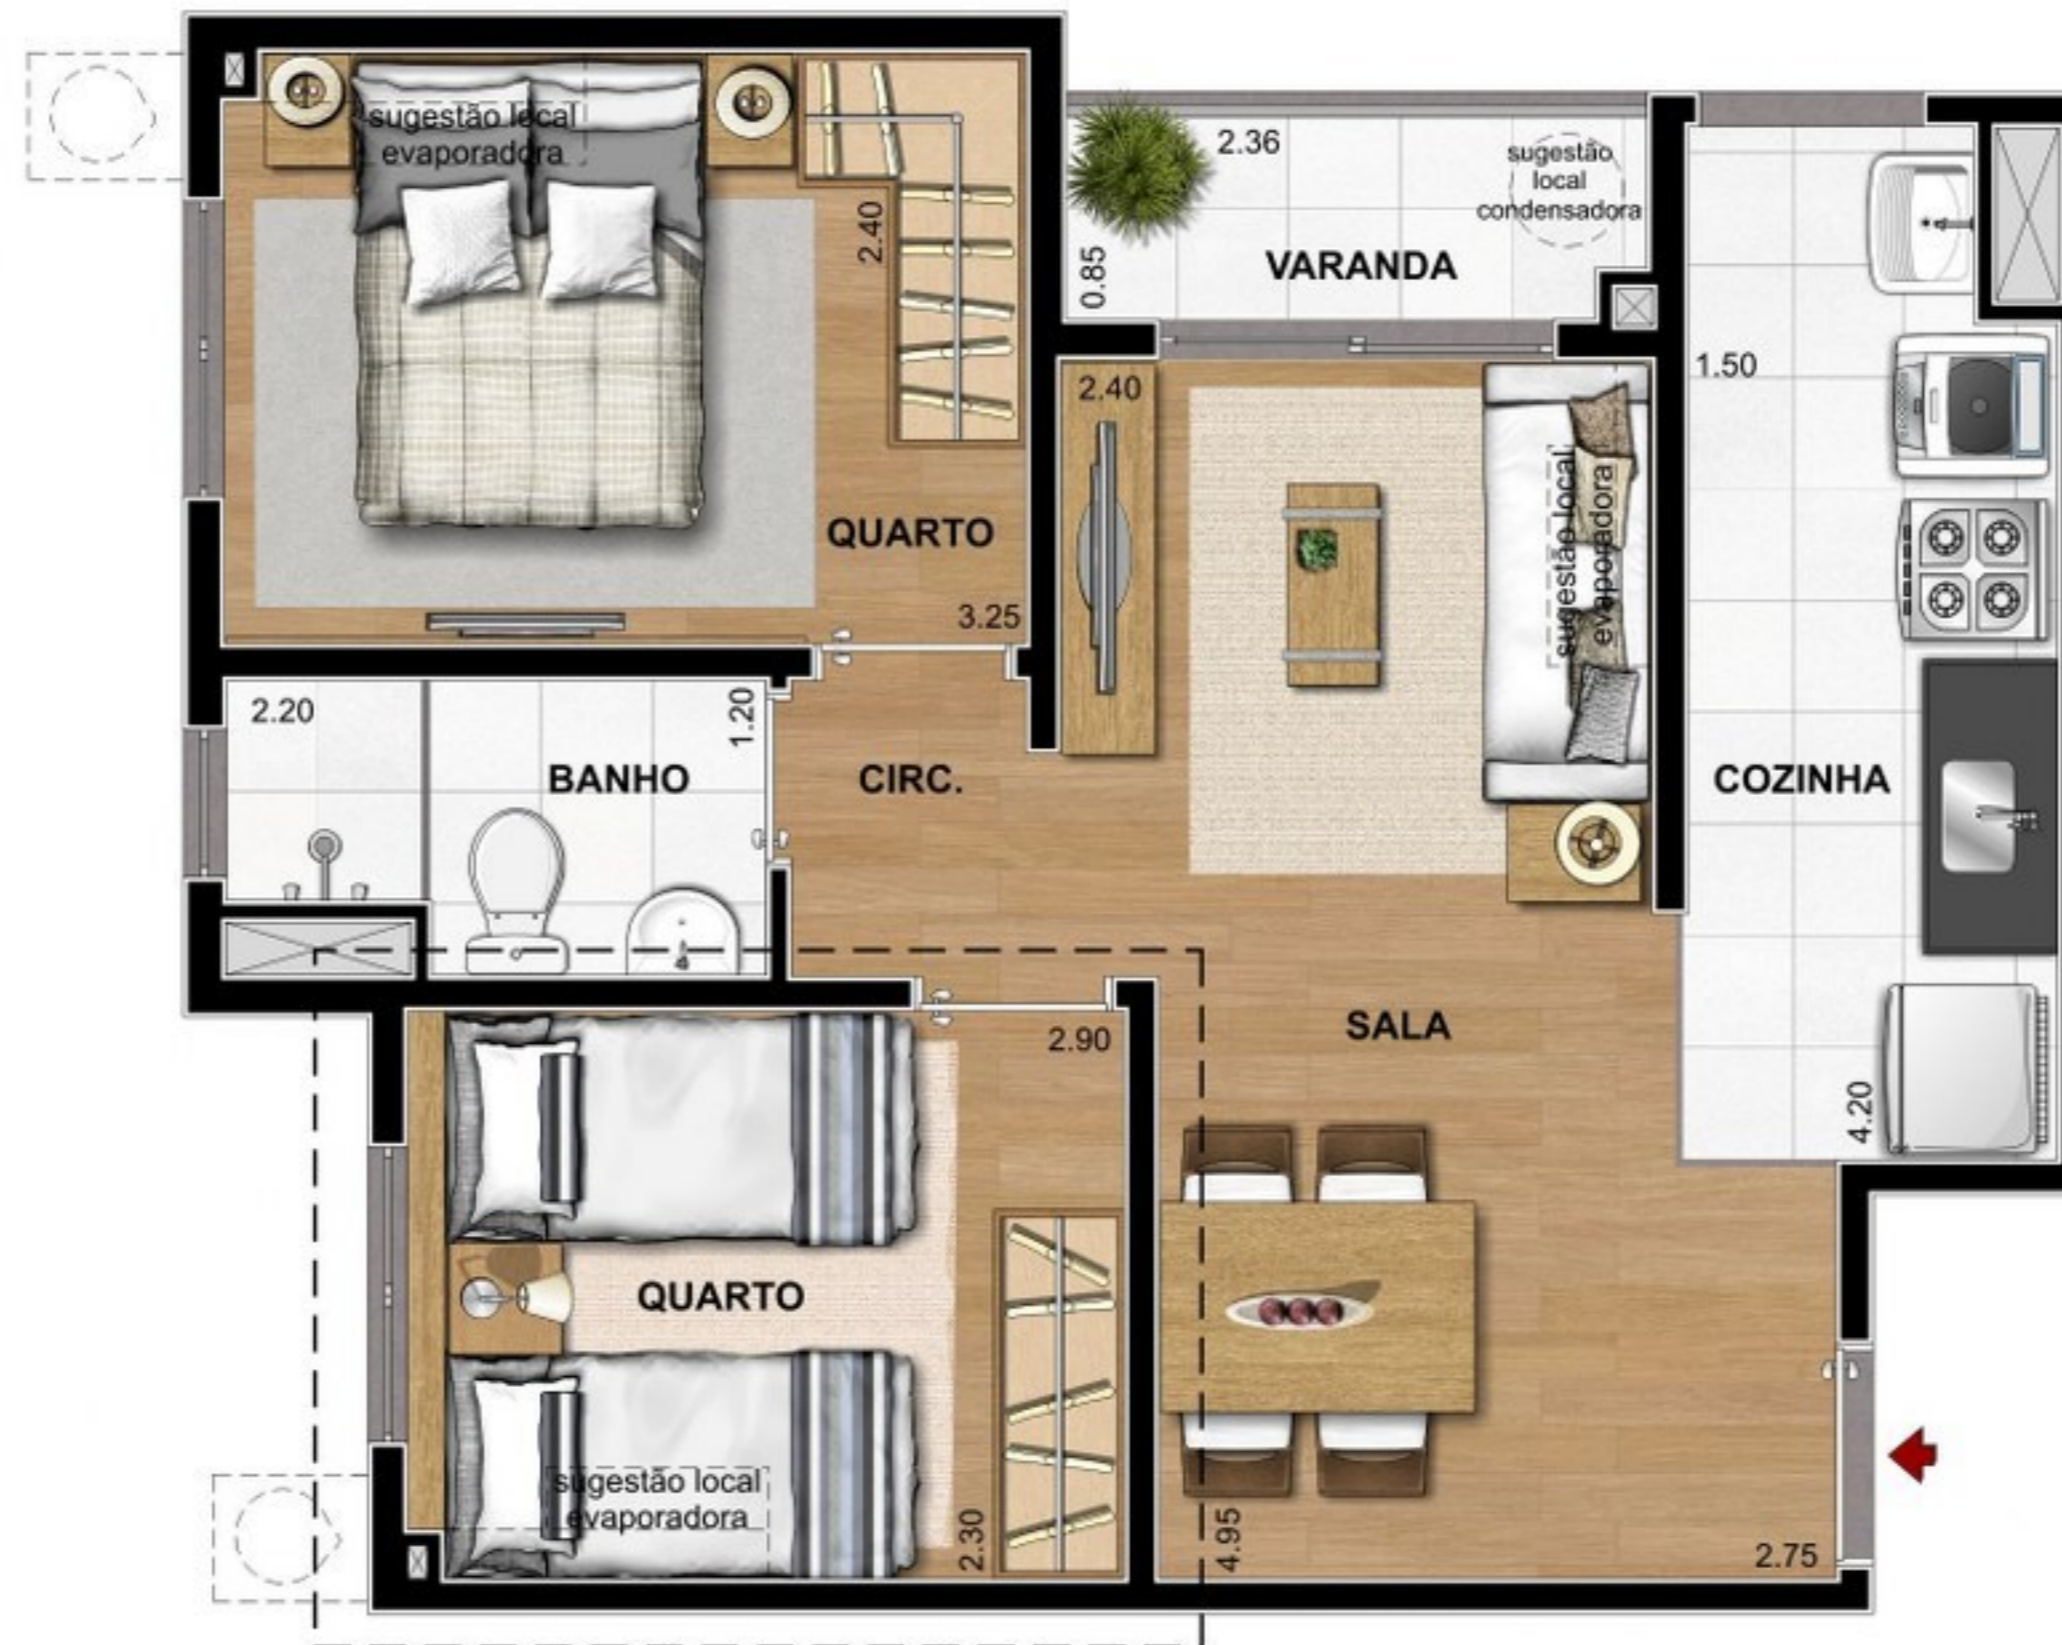 sugestão local
evaporadora
2.36
sugestão
local
condensadora
2.40
0.85
VARANDA
1.50
2.40
sugestão local
evaporadora
QUARTO
3.25
2.20
1.20
BANHO
CIRC.
COZINHA
SALA
2.90
4.20
QUARTO
sugestão local
evaporadora
2.30
4.95
2.75